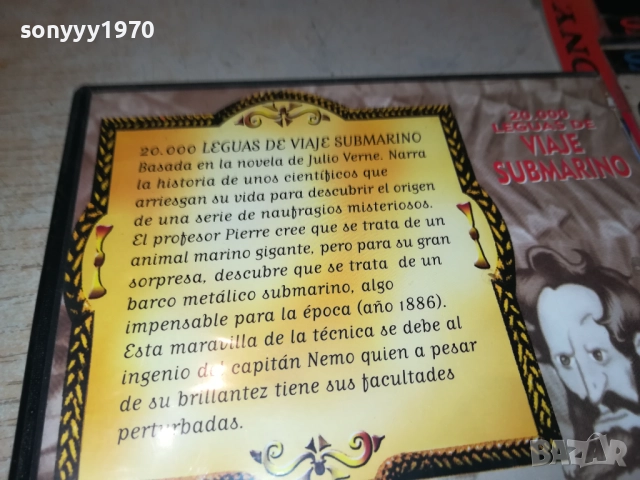 sonyyy1970
20.000 LEGUAS DE VIAJE SUBMARINO
Basada en la novela de Julio Verne. Narra
la historia de unos científicos que
arriesgan su vida para descubrir el origen
de una serie de naufragios misteriosos.
El profesor Pierre cree que se trata de un
animal marino gigante, pero para su gran
sorpresa, descubre que se trata de un
barco metálico submarino, algo
impensable para la época (año 1886).
Esta maravilla de la técnica se debe al
ingenio del capitán Nemo quien a pesar
de su brillantez tiene sus facultades
perturbadas.
20.000
LEGUAS DE
VIAJE
SUBMARINO
BAZAR